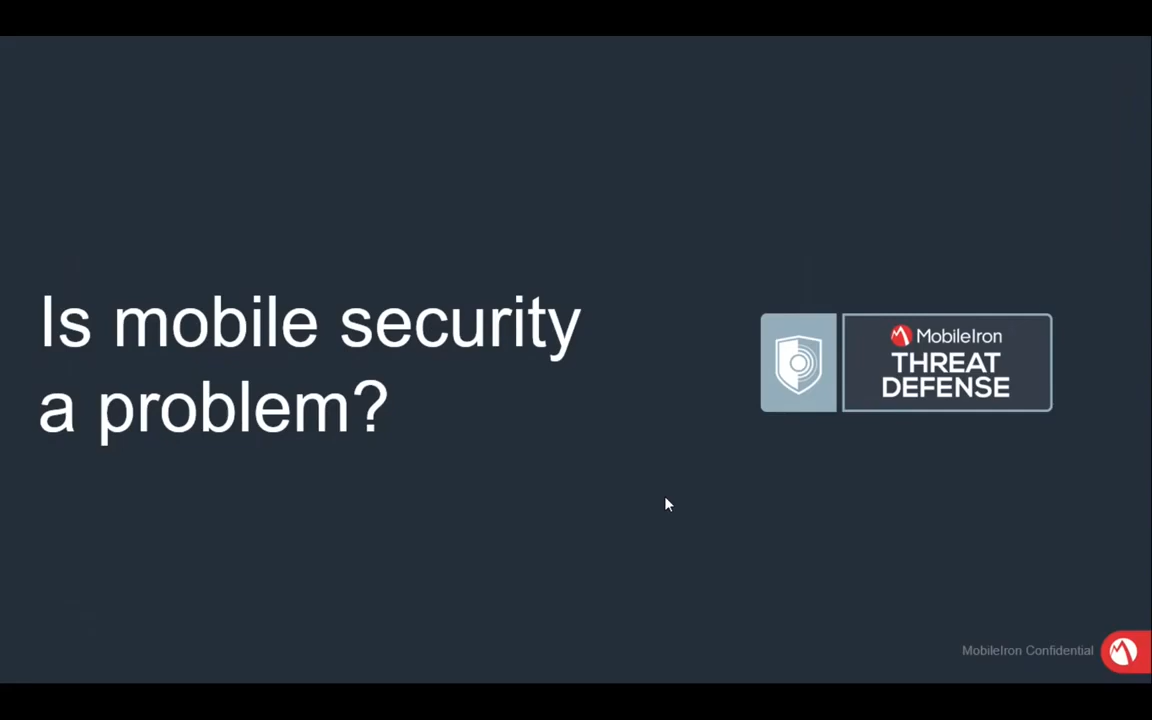 Is mobile security
a problem?
MobileIron
THREAT
DEFENSE
MobileIron Confidential